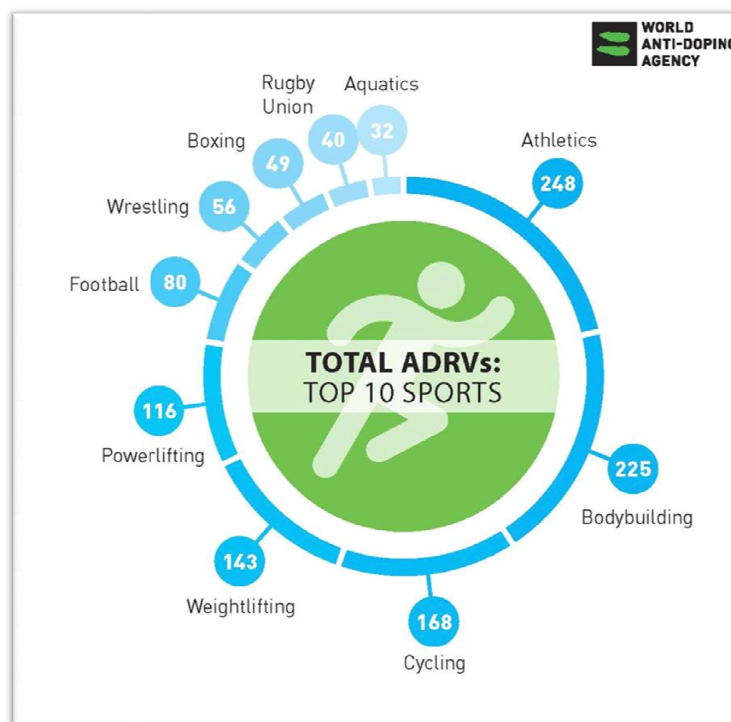 WORLD
ANTI-DOPING
AGENCY
Athletics
248
Bodybuilding
225
Cycling
168
Weightlifting
143
Powerlifting
116
Football
80
Wrestling
56
Boxing
49
Rugby
Union
40
Aquatics
32
TOTAL ADRVs:
TOP 10 SPORTS